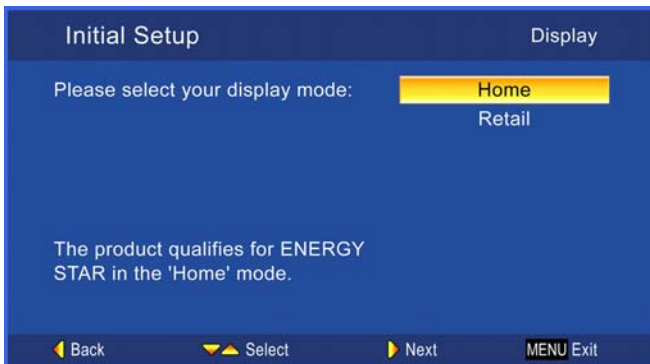 Initial Setup Display
Please select your display mode: Home
Retail
The product qualifies for ENERGY
STAR in the 'Home' mode.
Back Select Next MENU Exit